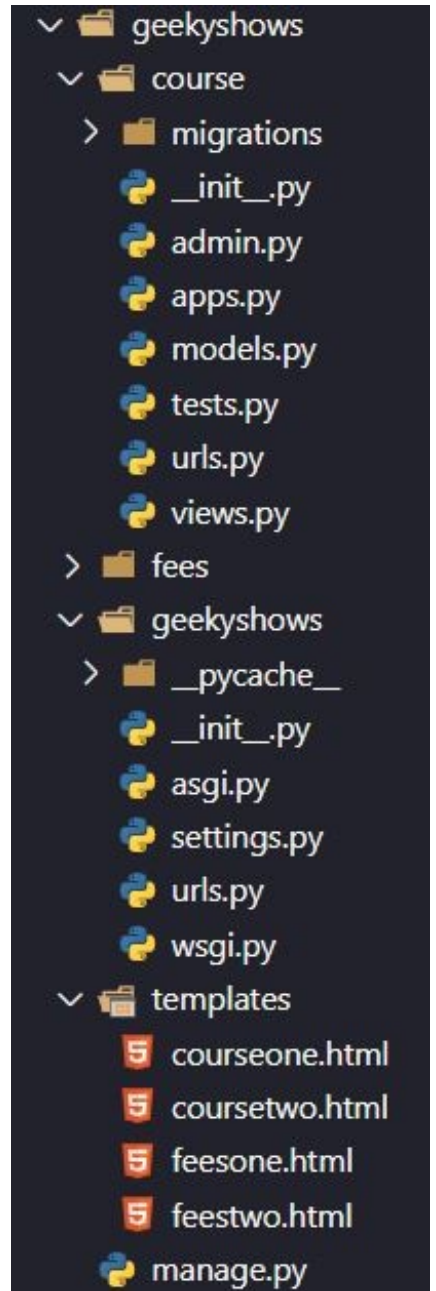 geekyshows
course
migrations
__init__.py
admin.py
apps.py
models.py
tests.py
urls.py
views.py
fees
geekyshows
__pycache__
__init__.py
asgi.py
settings.py
urls.py
wsgi.py
templates
courseone.html
coursetwo.html
feesone.html
feestwo.html
manage.py